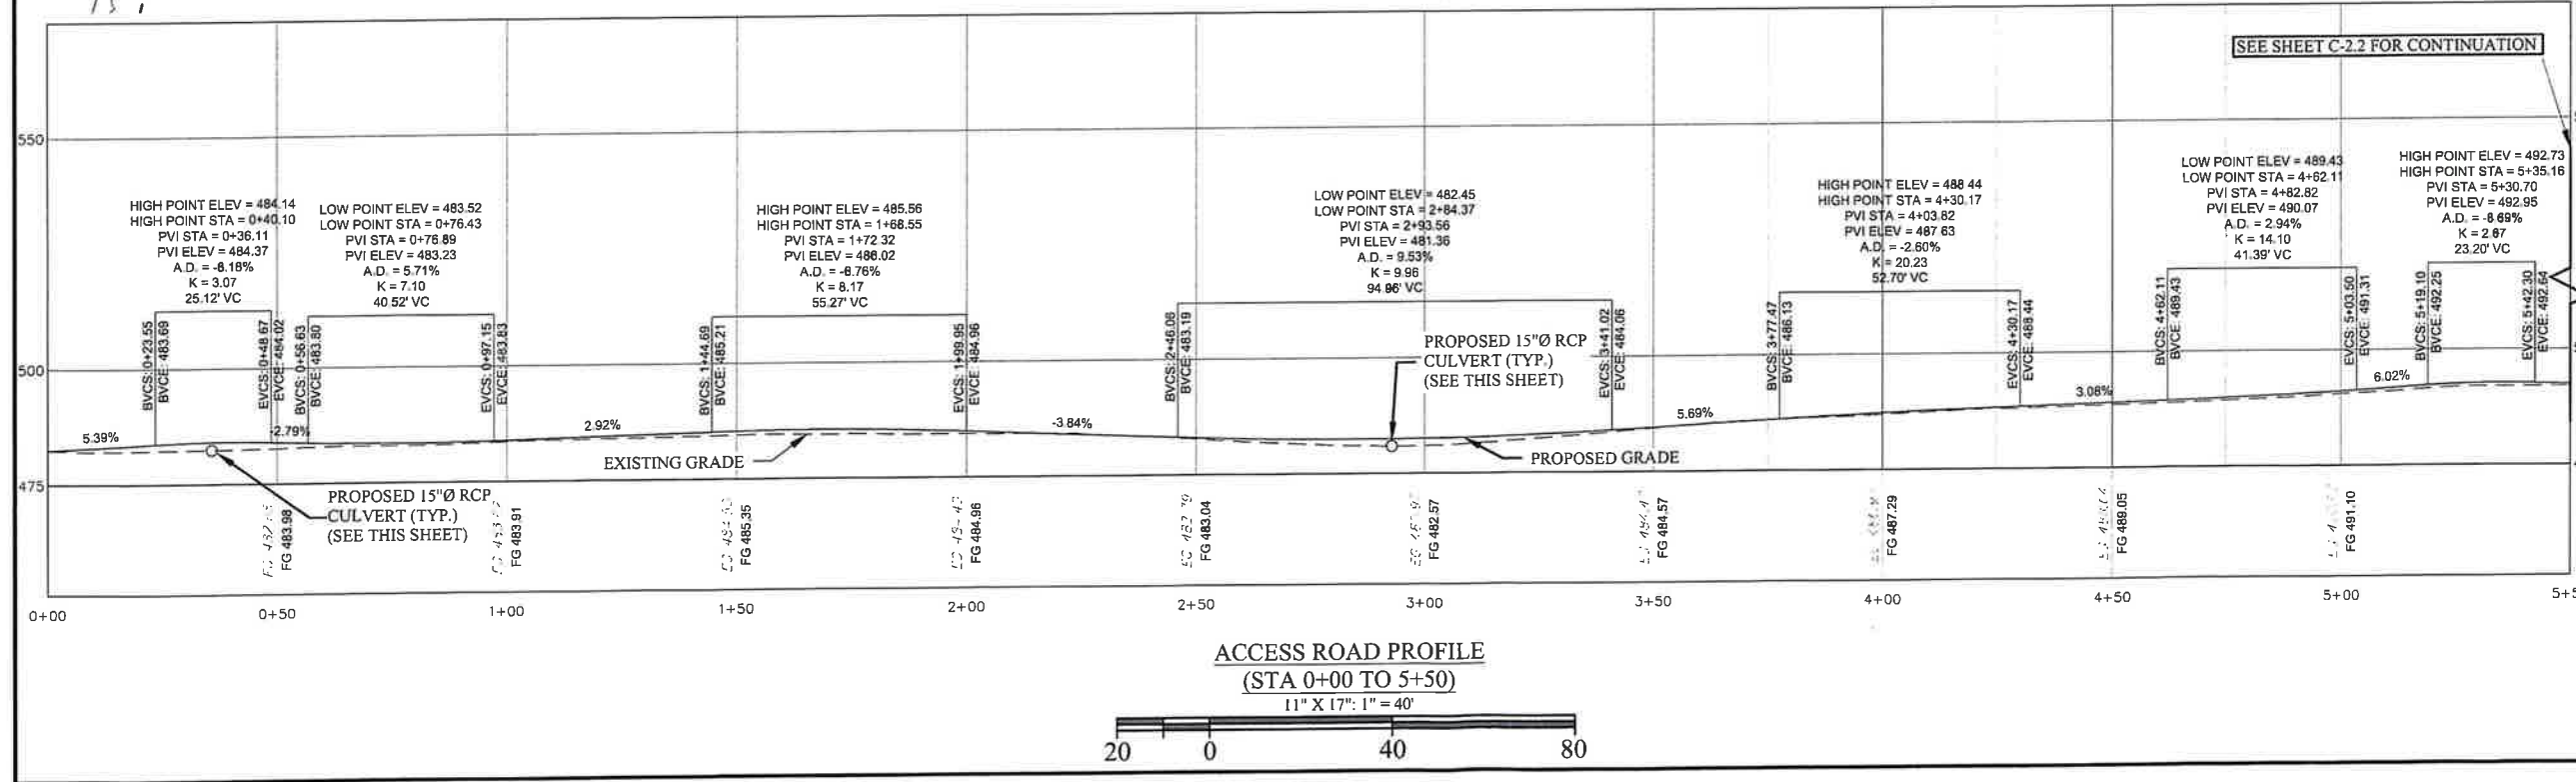 SEE SHEET C-2.2 FOR CONTINUATION
550
500
475
HIGH POINT ELEV = 484.14
HIGH POINT STA = 0+40.10
PVI STA = 0+36.11
PVI ELEV = 484.37
A.D. = -8.18%
K = 3.07
25.12' VC
BVCS: 0+23.55
BVCE: 483.69
EVCS: 0+48.67
EVCE: 484.02
LOW POINT ELEV = 483.52
LOW POINT STA = 0+76.43
PVI STA = 0+76.89
PVI ELEV = 483.23
A.D. = 5.71%
K = 7.10
40.52' VC
BVCS: 0+56.63
BVCE: 483.80
EVCS: 0+97.15
EVCE: 483.83
HIGH POINT ELEV = 485.56
HIGH POINT STA = 1+68.55
PVI STA = 1+72.32
PVI ELEV = 486.02
A.D. = -6.76%
K = 8.17
55.27' VC
BVCS: 1+44.69
BVCE: 485.21
EVCS: 1+99.95
EVCE: 484.96
LOW POINT ELEV = 482.45
LOW POINT STA = 2+84.37
PVI STA = 2+93.56
PVI ELEV = 481.36
A.D. = 9.53%
K = 9.96
94.96' VC
BVCS: 2+46.06
BVCE: 483.19
EVCS: 3+41.02
EVCE: 484.06
HIGH POINT ELEV = 488.44
HIGH POINT STA = 4+30.17
PVI STA = 4+03.82
PVI ELEV = 487.63
A.D. = -2.60%
K = 20.23
52.70' VC
BVCS: 3+77.47
BVCE: 486.13
EVCS: 4+30.17
EVCE: 488.44
LOW POINT ELEV = 489.43
LOW POINT STA = 4+62.11
PVI STA = 4+82.82
PVI ELEV = 490.07
A.D. = 2.94%
K = 14.10
41.39' VC
BVCS: 4+62.11
BVCE: 489.43
EVCS: 5+03.50
EVCE: 491.31
HIGH POINT ELEV = 492.73
HIGH POINT STA = 5+35.16
PVI STA = 5+30.70
PVI ELEV = 492.95
A.D. = -8.69%
K = 2.67
23.20' VC
BVCS: 5+19.10
BVCE: 492.25
EVCS: 5+42.30
EVCE: 492.64
5.39%
-2.79%
2.92%
-3.84%
5.69%
3.08%
6.02%
PROPOSED 15"Ø RCP
CULVERT (TYP.)
(SEE THIS SHEET)
EXISTING GRADE
PROPOSED 15"Ø RCP
CULVERT (TYP.)
(SEE THIS SHEET)
PROPOSED GRADE
FG 483.98
FG 483.91
FG 485.35
FG 484.96
FG 483.04
FG 482.57
FG 484.57
FG 487.29
FG 489.05
FG 491.10
0+00
0+50
1+00
1+50
2+00
2+50
3+00
3+50
4+00
4+50
5+00
ACCESS ROAD PROFILE
(STA 0+00 TO 5+50)
11" X 17": 1" = 40'
20 0 40 80